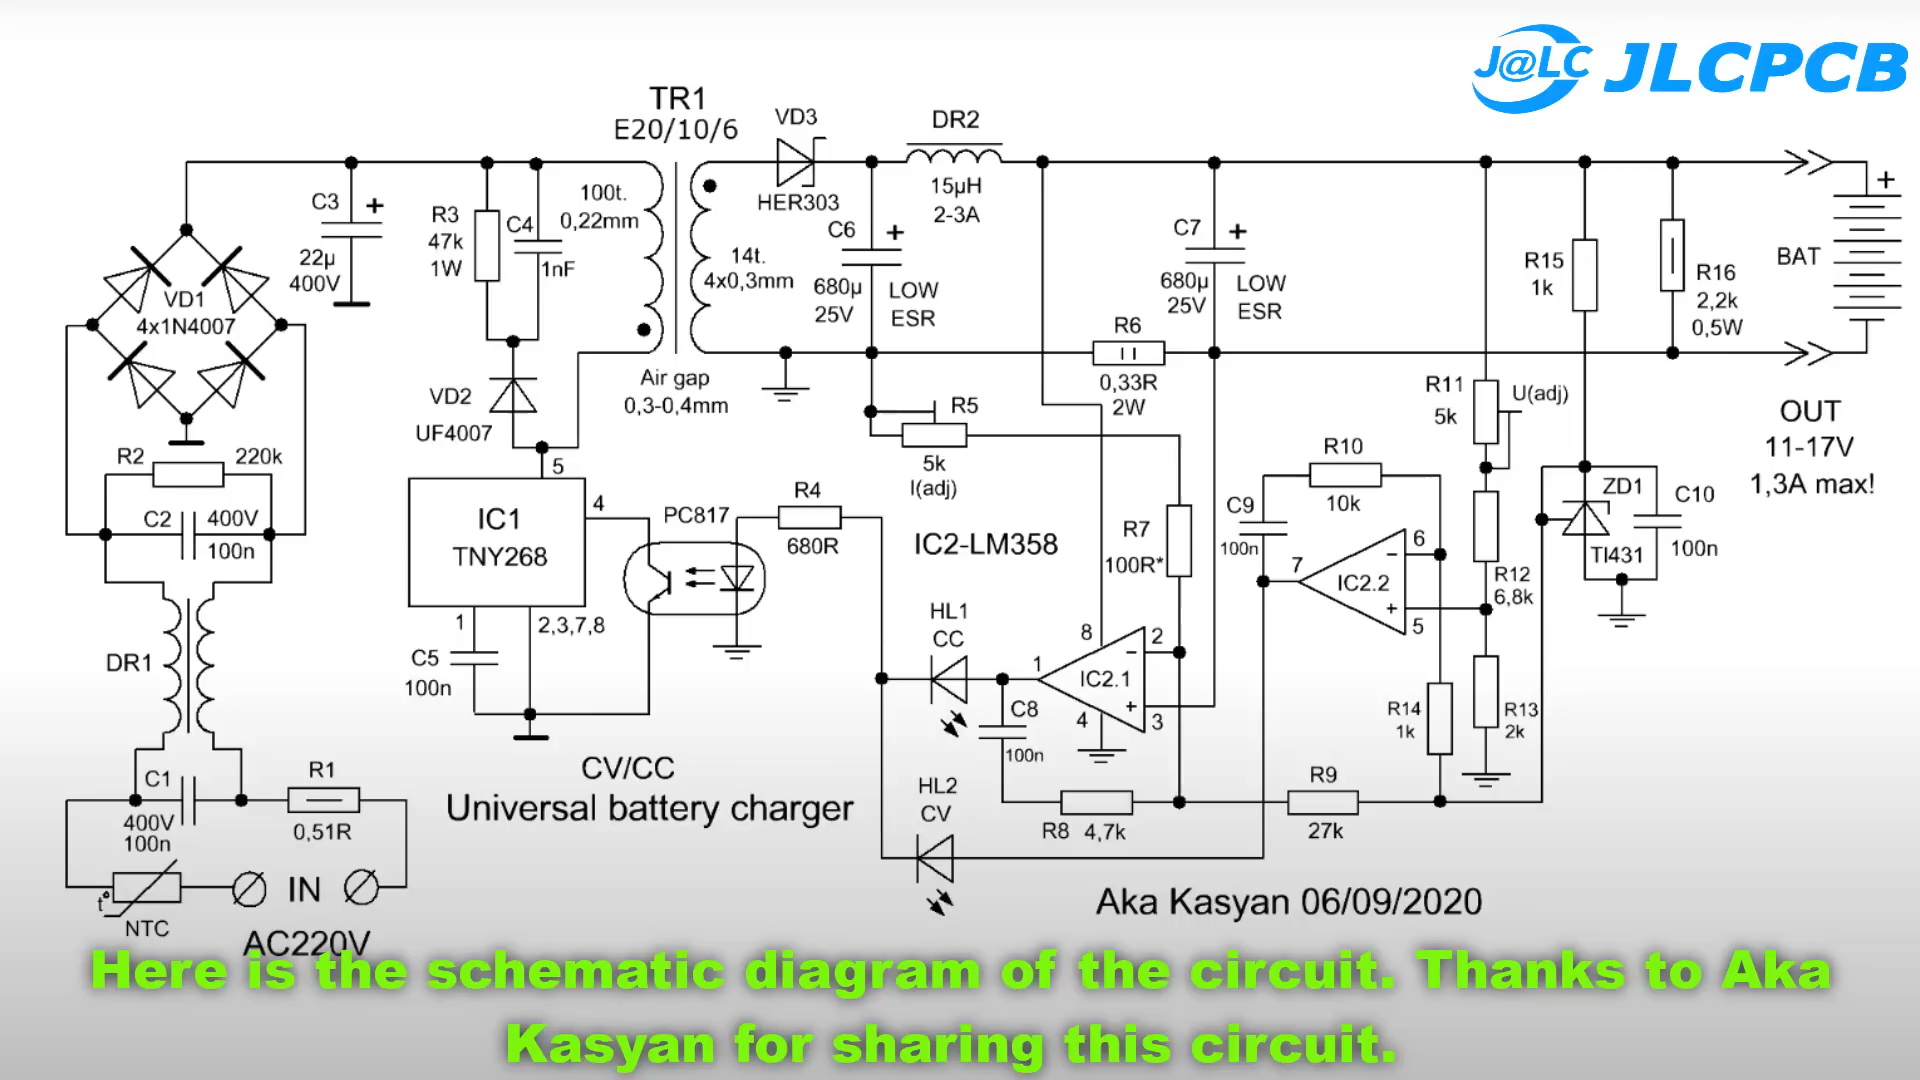 J@LC JLCPCB
TR1
E20/10/6
VD3
HER303
DR2
15µH
2-3A
C3
+
22µ
400V
R3
47k
1W
C4
1nF
100t.
0,22mm
14t.
4x0,3mm
C6
+
680µ
25V
LOW
ESR
C7
+
680µ
25V
LOW
ESR
R15
1k
R16
2,2k
0,5W
BAT
+
VD1
4x1N4007
Air gap
0,3-0,4mm
R6
0,33R
2W
VD2
UF4007
R5
5k
I(adj)
R11
5k
U(adj)
OUT
11-17V
1,3A max!
R2
220k
C2
400V
100n
5
IC1
TNY268
4
PC817
R4
680R
IC2-LM358
R7
100R*
R10
10k
C9
100n
7
6
−
IC2.2
+
5
R12
6,8k
ZD1
TI431
C10
100n
1
2,3,7,8
C5
100n
DR1
HL1
CC
8
2
1
−
IC2.1
+
4
3
C8
100n
R14
1k
R13
2k
C1
400V
100n
R1
0,51R
CV/CC
Universal battery charger
HL2
CV
R8 4,7k
R9
27k
t°
NTC
IN
AC220V
Aka Kasyan 06/09/2020
Here is the schematic diagram of the circuit. Thanks to Aka
Kasyan for sharing this circuit.